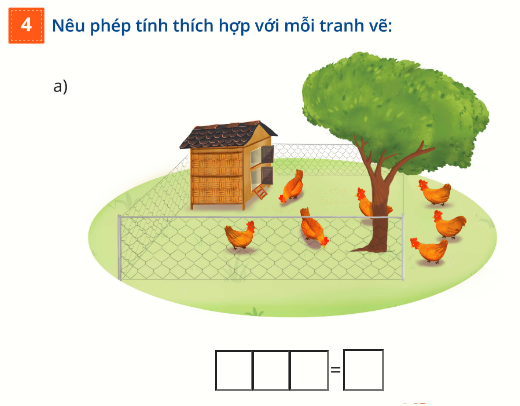 4 Nêu phép tính thích hợp với mỗi tranh vẽ:
a)
=